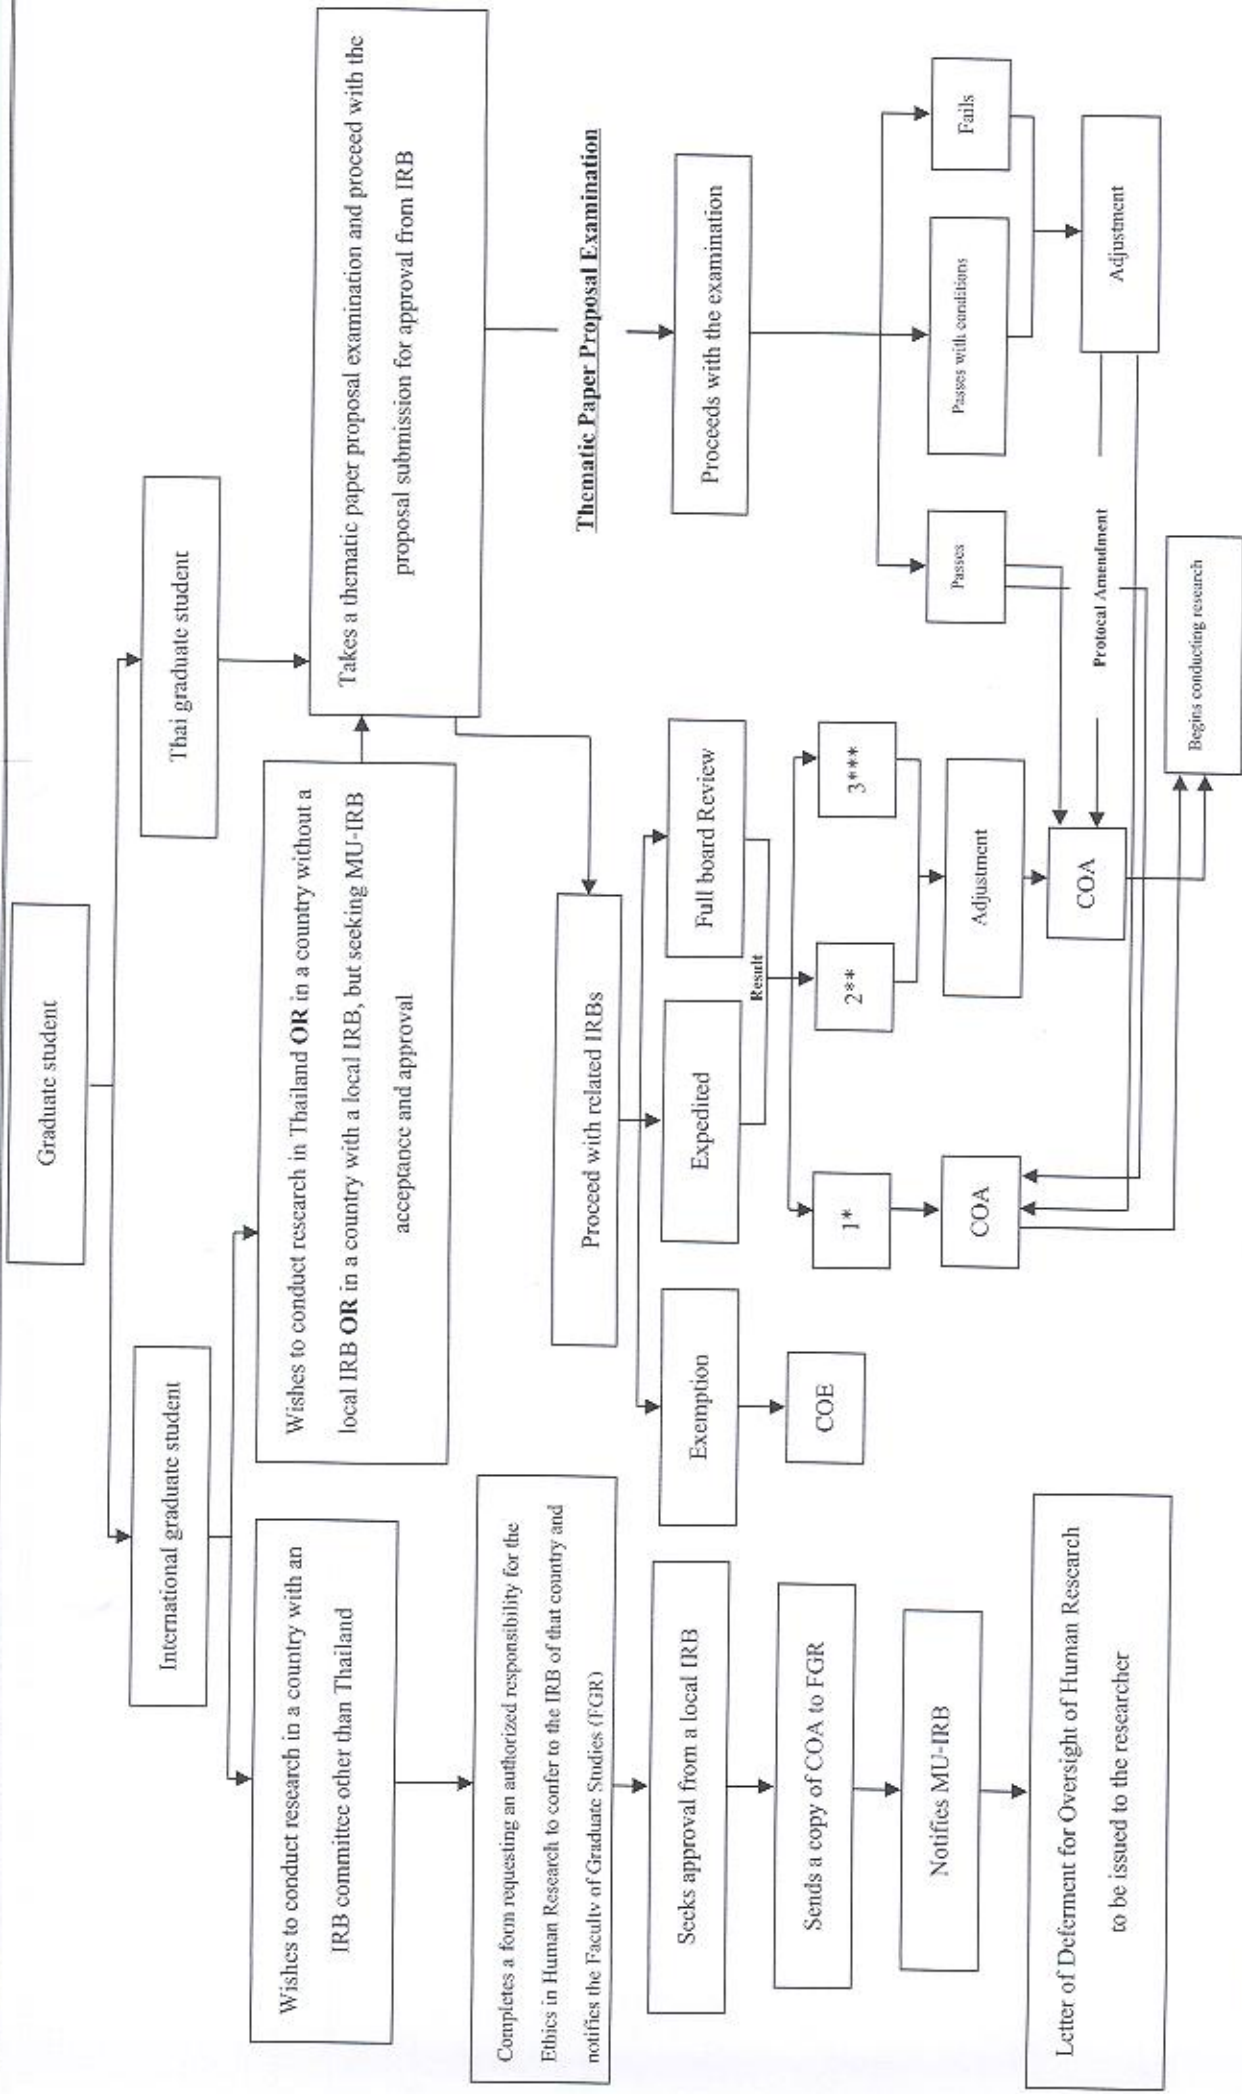 Graduate student
International graduate student
Thai graduate student
Wishes to conduct research in a country with an
IRB committee other than Thailand
Wishes to conduct research in Thailand OR in a country without a
local IRB OR in a country with a local IRB, but seeking MU-IRB
acceptance and approval
Takes a thematic paper proposal examination and proceed with the
proposal submission for approval from IRB
Completes a form requesting an authorized responsibility for the
Ethics in Human Research to confer to the IRB of that country and
notifies the Faculty of Graduate Studies (FGR)
Seeks approval from a local IRB
Sends a copy of COA to FGR
Notifies MU-IRB
Letter of Deferment for Oversight of Human Research
to be issued to the researcher
Proceed with related IRBs
Exemption
Expedited
Full board Review
COE
Result
1*
2**
3***
COA
Adjustment
COA
Thematic Paper Proposal Examination
Proceeds with the examination
Passes
Passes with conditions
Fails
Adjustment
Protocal Amendment
Begins conducting research